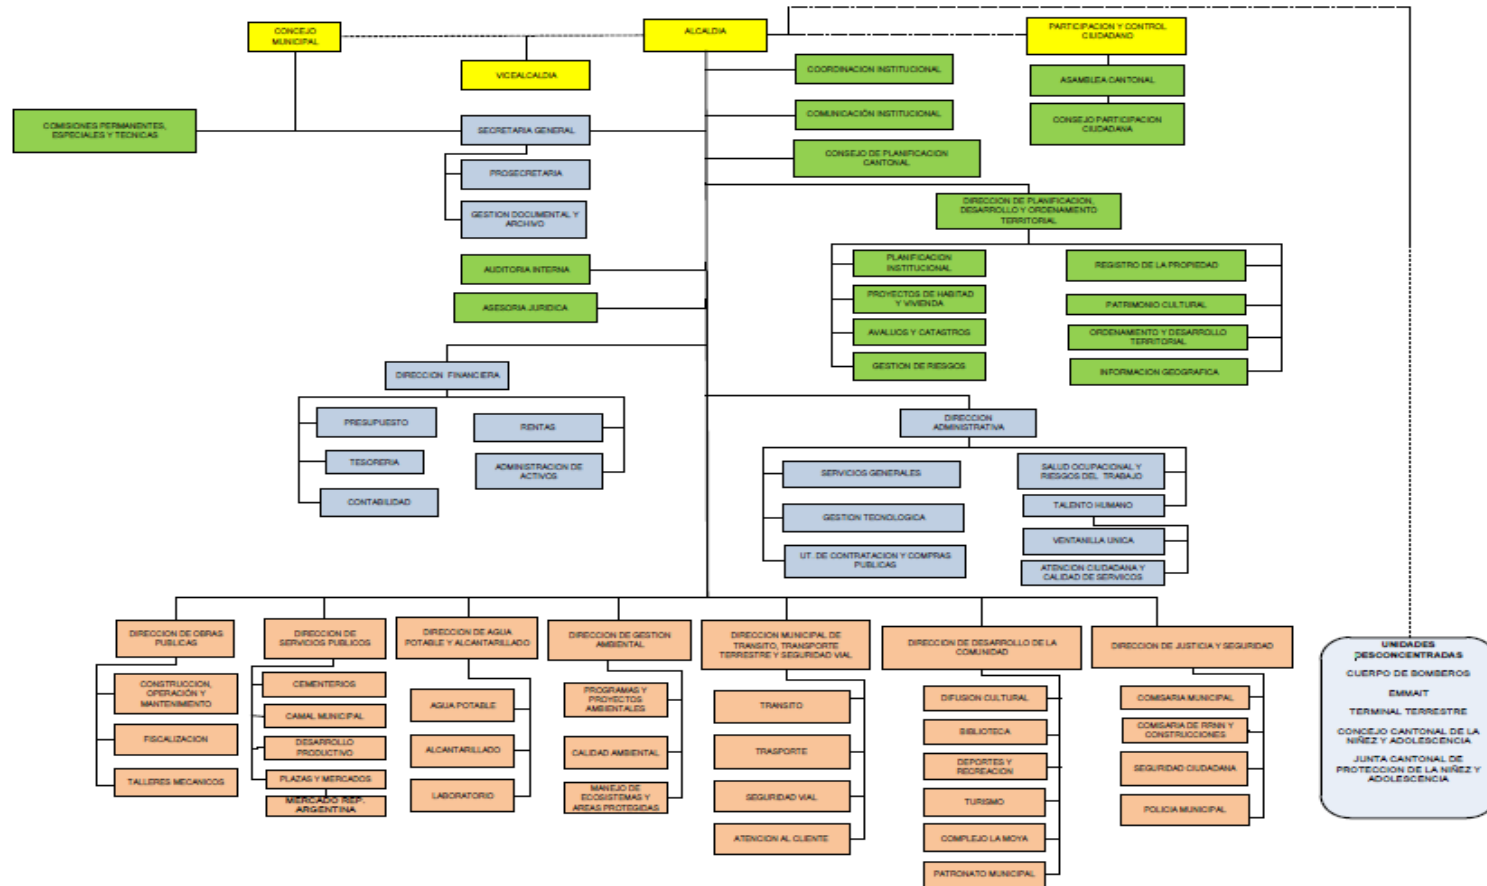 CONCEJO
MUNICIPAL
ALCALDIA
PARTICIPACION Y CONTROL
CIUDADANO
VICEALCALDIA
COORDINACION INSTITUCIONAL
ASAMBLEA CANTONAL
COMISIONES PERMANENTES,
ESPECIALES Y TECNICAS
SECRETARIA GENERAL
COMUNICACIÓN INSTITUCIONAL
CONSEJO PARTICIPACION
CIUDADANA
CONSEJO DE PLANIFICACION
CANTONAL
PROSECRETARIA
GESTION DOCUMENTAL Y
ARCHIVO
DIRECCION DE PLANIFICACION,
DESARROLLO Y ORDENAMIENTO
TERRITORIAL
AUDITORIA INTERNA
ASESORIA JURIDICA
PLANIFICACION
INSTITUCIONAL
REGISTRO DE LA PROPIEDAD
PROYECTOS DE HABITAD
Y VIVIENDA
PATRIMONIO CULTURAL
AVALUOS Y CATASTROS
ORDENAMIENTO Y DESARROLLO
TERRITORIAL
GESTION DE RIESGOS
INFORMACION GEOGRAFICA
DIRECCION FINANCIERA
PRESUPUESTO
RENTAS
TESORERIA
ADMINISTRACION DE
ACTIVOS
CONTABILIDAD
DIRECCION
ADMINISTRATIVA
SERVICIOS GENERALES
SALUD OCUPACIONAL Y
RIESGOS DEL TRABAJO
GESTION TECNOLOGICA
TALENTO HUMANO
VENTANILLA UNICA
UT. DE CONTRATACION Y COMPRAS
PUBLICAS
ATENCION CIUDADANA Y
CALIDAD DE SERVICOS
DIRECCION DE OBRAS
PUBLICAS
CONSTRUCCION,
OPERACIÓN Y
MANTENIMIENTO
FISCALIZACION
TALLERES MECANICOS
DIRECCION DE
SERVICIOS PUBLICOS
CEMENTERIOS
CAMAL MUNICIPAL
DESARROLLO
PRODUCTIVO
PLAZAS Y MERCADOS
MERCADO REP.
ARGENTINA
DIRECCION DE AGUA
POTABLE Y ALCANTARILLADO
AGUA POTABLE
ALCANTARILLADO
LABORATORIO
DIRECCION DE GESTION
AMBIENTAL
PROGRAMAS Y
PROYECTOS
AMBIENTALES
CALIDAD AMBIENTAL
MANEJO DE
ECOSISTEMAS Y
AREAS PROTEGIDAS
DIRECCION MUNICIPAL DE
TRANSITO, TRANSPORTE
TERRESTRE Y SEGURIDAD VIAL
TRANSITO
TRASPORTE
SEGURIDAD VIAL
ATENCION AL CLIENTE
DIRECCION DE DESARROLLO DE LA
COMUNIDAD
DIFUSION CULTURAL
BIBLIOTECA
DEPORTES Y
RECREACION
TURISMO
COMPLEJO LA MOYA
PATRONATO MUNICIPAL
DIRECCION DE JUSTICIA Y SEGURIDAD
COMISARIA MUNICIPAL
COMISARIA DE RRNN Y
CONSTRUCCIONES
SEGURIDAD CIUDADANA
POLICIA MUNICIPAL
UNIDADES
DESCONCENTRADAS
CUERPO DE BOMBEROS
EMMAIT
TERMINAL TERRESTRE
CONCEJO CANTONAL DE LA
NIÑEZ Y ADOLESCENCIA
JUNTA CANTONAL DE
PROTECCION DE LA NIÑEZ Y
ADOLESCENCIA